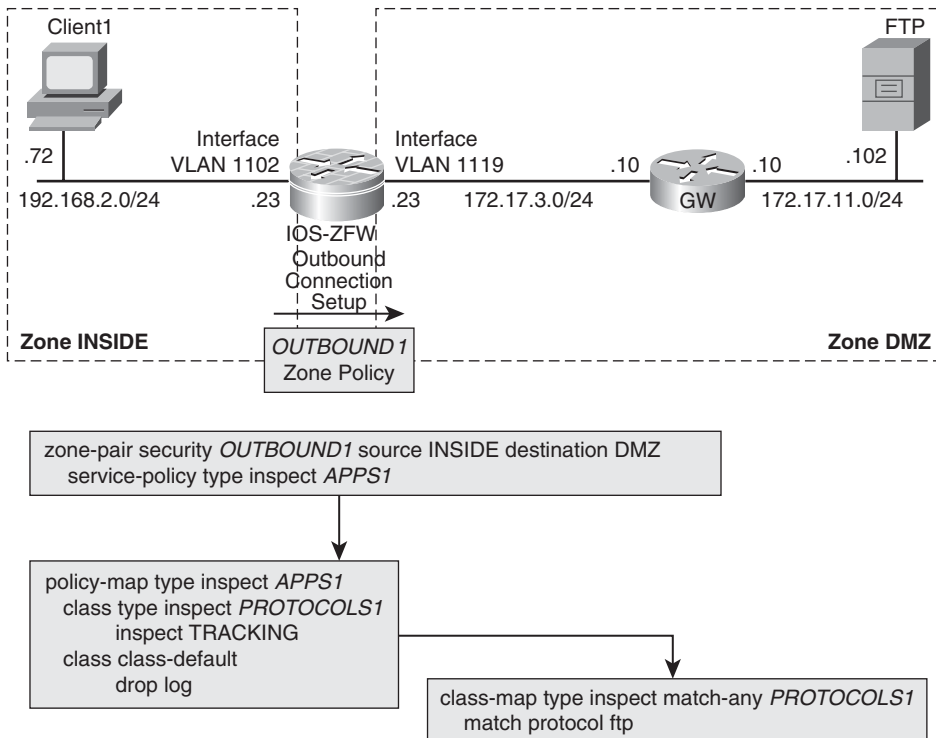 Client1
FTP
Interface
VLAN 1102
Interface
VLAN 1119
.72
.10
.10
.102
192.168.2.0/24
.23
.23
172.17.3.0/24
GW
172.17.11.0/24
IOS-ZFW
Outbound
Connection
Setup
Zone INSIDE
OUTBOUND1
Zone Policy
Zone DMZ
zone-pair security OUTBOUND1 source INSIDE destination DMZ
service-policy type inspect APPS1
policy-map type inspect APPS1
class type inspect PROTOCOLS1
inspect TRACKING
class class-default
drop log
class-map type inspect match-any PROTOCOLS1
match protocol ftp